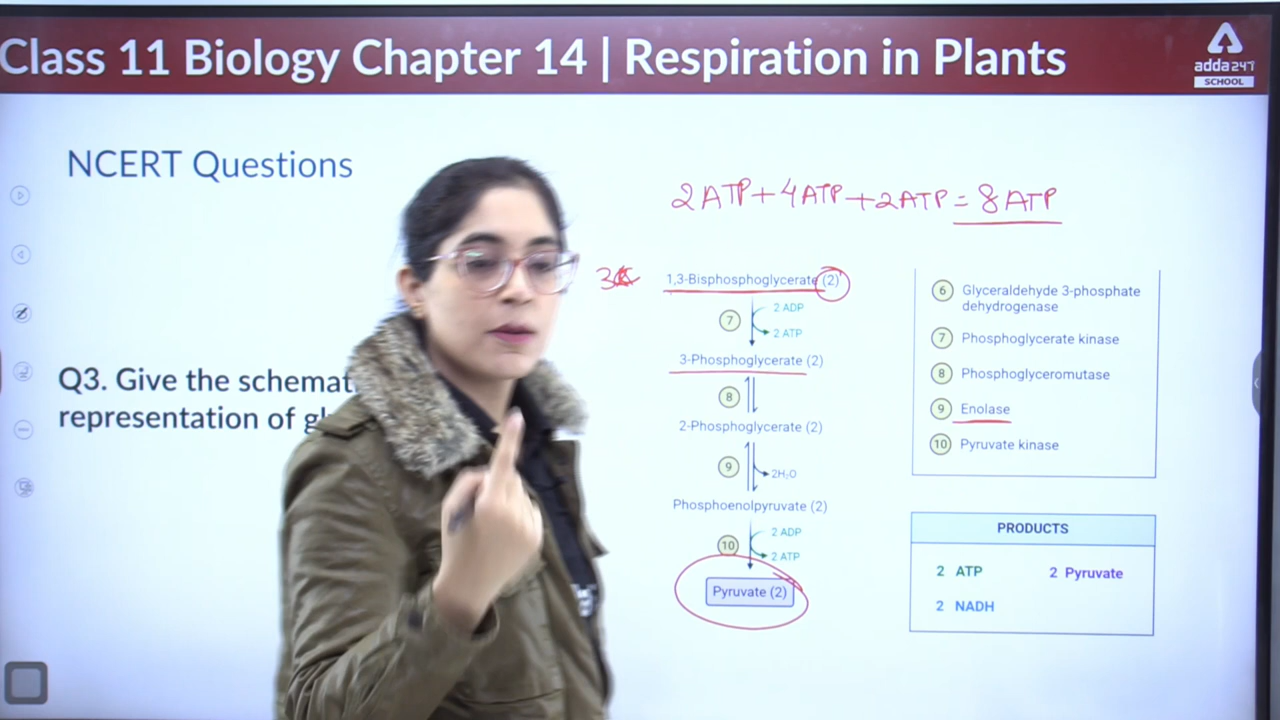 Class 11 Biology Chapter 14 | Respiration in Plants
adda247
SCHOOL
NCERT Questions
Q3. Give the schemat
representation of gl
2ATP+4ATP+2ATP=8ATP
1,3-Bisphosphoglycerate (2)
7
2 ADP
2 ATP
3-Phosphoglycerate (2)
8
2-Phosphoglycerate (2)
9
2H₂O
Phosphoenolpyruvate (2)
10
2 ADP
2 ATP
Pyruvate (2)
6 Glyceraldehyde 3-phosphate
dehydrogenase
7 Phosphoglycerate kinase
8 Phosphoglyceromutase
9 Enolase
10 Pyruvate kinase
PRODUCTS
2 ATP 2 Pyruvate
2 NADH